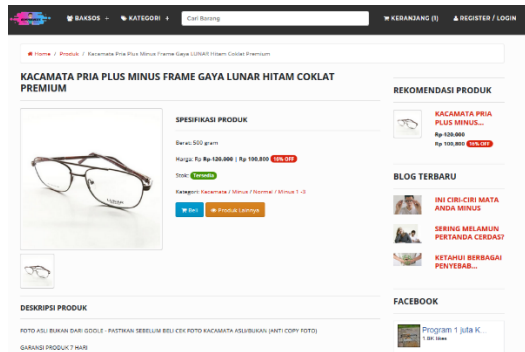 BAKSOS +
KATEGORI +
Cari Barang
KERANJANG (1)
REGISTER / LOGIN
Home / Produk / Kacamata Pria Plus Minus Frame Gaya LUNAR Hitam Coklat Premium
KACAMATA PRIA PLUS MINUS FRAME GAYA LUNAR HITAM COKLAT
PREMIUM
SPESIFIKASI PRODUK
Berat: 500 gram
Harga: Rp Rp 120,000 | Rp 100,800 16% OFF
Stok: Tersedia
Kategori: Kacamata / Minus / Normal / Minus 1 -3
Beli
Produk Lainnya
DESKRIPSI PRODUK
FOTO ASLI BUKAN DARI GOOLE - PASTIKAN SEBELUM BELI CEK FOTO KACAMATA ASLI/BUKAN (ANTI COPY FOTO)
GARANSI PRODUK 7 HARI
REKOMENDASI PRODUK
KACAMATA PRIA
PLUS MINUS...
Rp 120,000
Rp 100,800 16% OFF
BLOG TERBARU
INI CIRI-CIRI MATA
ANDA MINUS
SERING MELAMUN
PERTANDA CERDAS?
KETAHUI BERBAGAI
PENYEBAB...
FACEBOOK
Program 1 juta K...
1.8K likes